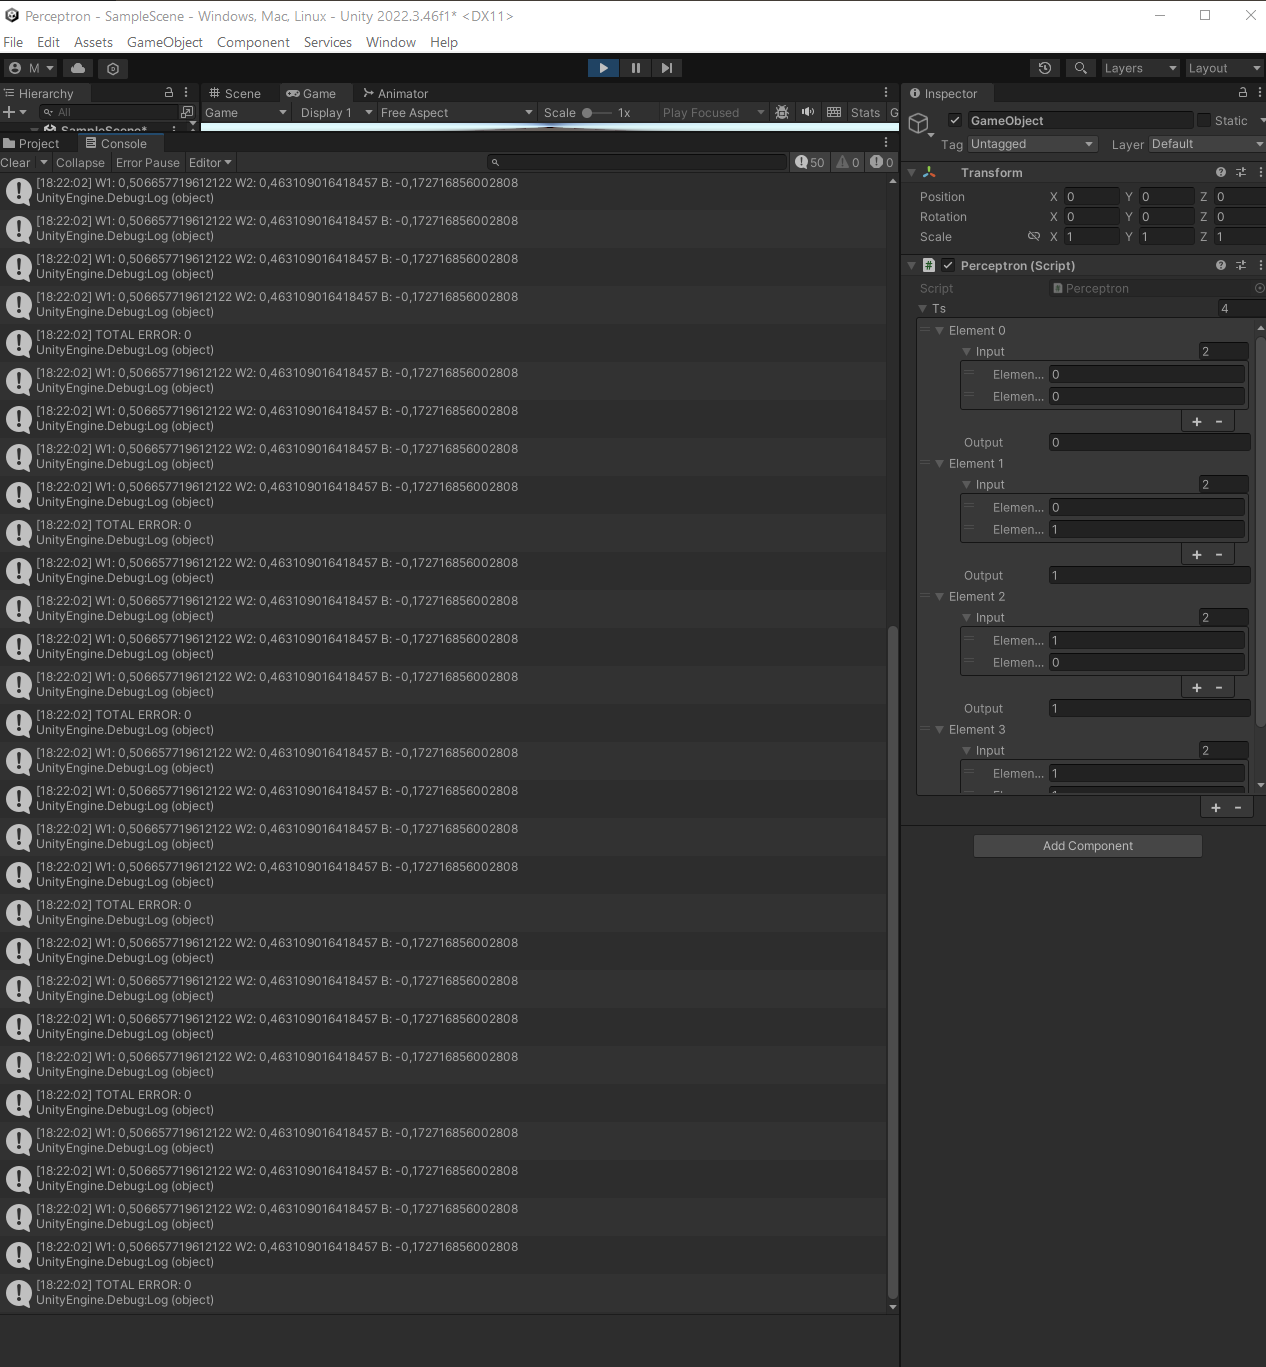 Perceptron - SampleScene - Windows, Mac, Linux - Unity 2022.3.46f1* <DX11>
File Edit Assets GameObject Component Services Window Help
M Layers Layout
Hierarchy Scene Game Animator Inspector
All Game Display 1 Free Aspect Scale 1x Play Focused Stats G
SampleScene*
GameObject Static
Tag Untagged Layer Default
Project Console
Clear Collapse Error Pause Editor 50 0 0
[18:22:02] W1: 0,506657719612122 W2: 0,463109016418457 B: -0,172716856002808
UnityEngine.Debug:Log (object)
[18:22:02] W1: 0,506657719612122 W2: 0,463109016418457 B: -0,172716856002808
UnityEngine.Debug:Log (object)
[18:22:02] W1: 0,506657719612122 W2: 0,463109016418457 B: -0,172716856002808
UnityEngine.Debug:Log (object)
[18:22:02] W1: 0,506657719612122 W2: 0,463109016418457 B: -0,172716856002808
UnityEngine.Debug:Log (object)
[18:22:02] TOTAL ERROR: 0
UnityEngine.Debug:Log (object)
[18:22:02] W1: 0,506657719612122 W2: 0,463109016418457 B: -0,172716856002808
UnityEngine.Debug:Log (object)
[18:22:02] W1: 0,506657719612122 W2: 0,463109016418457 B: -0,172716856002808
UnityEngine.Debug:Log (object)
[18:22:02] W1: 0,506657719612122 W2: 0,463109016418457 B: -0,172716856002808
UnityEngine.Debug:Log (object)
[18:22:02] W1: 0,506657719612122 W2: 0,463109016418457 B: -0,172716856002808
UnityEngine.Debug:Log (object)
[18:22:02] TOTAL ERROR: 0
UnityEngine.Debug:Log (object)
[18:22:02] W1: 0,506657719612122 W2: 0,463109016418457 B: -0,172716856002808
UnityEngine.Debug:Log (object)
[18:22:02] W1: 0,506657719612122 W2: 0,463109016418457 B: -0,172716856002808
UnityEngine.Debug:Log (object)
[18:22:02] W1: 0,506657719612122 W2: 0,463109016418457 B: -0,172716856002808
UnityEngine.Debug:Log (object)
[18:22:02] W1: 0,506657719612122 W2: 0,463109016418457 B: -0,172716856002808
UnityEngine.Debug:Log (object)
[18:22:02] TOTAL ERROR: 0
UnityEngine.Debug:Log (object)
[18:22:02] W1: 0,506657719612122 W2: 0,463109016418457 B: -0,172716856002808
UnityEngine.Debug:Log (object)
[18:22:02] W1: 0,506657719612122 W2: 0,463109016418457 B: -0,172716856002808
UnityEngine.Debug:Log (object)
[18:22:02] W1: 0,506657719612122 W2: 0,463109016418457 B: -0,172716856002808
UnityEngine.Debug:Log (object)
[18:22:02] W1: 0,506657719612122 W2: 0,463109016418457 B: -0,172716856002808
UnityEngine.Debug:Log (object)
[18:22:02] TOTAL ERROR: 0
UnityEngine.Debug:Log (object)
[18:22:02] W1: 0,506657719612122 W2: 0,463109016418457 B: -0,172716856002808
UnityEngine.Debug:Log (object)
[18:22:02] W1: 0,506657719612122 W2: 0,463109016418457 B: -0,172716856002808
UnityEngine.Debug:Log (object)
[18:22:02] W1: 0,506657719612122 W2: 0,463109016418457 B: -0,172716856002808
UnityEngine.Debug:Log (object)
[18:22:02] W1: 0,506657719612122 W2: 0,463109016418457 B: -0,172716856002808
UnityEngine.Debug:Log (object)
[18:22:02] TOTAL ERROR: 0
UnityEngine.Debug:Log (object)
[18:22:02] W1: 0,506657719612122 W2: 0,463109016418457 B: -0,172716856002808
UnityEngine.Debug:Log (object)
[18:22:02] W1: 0,506657719612122 W2: 0,463109016418457 B: -0,172716856002808
UnityEngine.Debug:Log (object)
[18:22:02] W1: 0,506657719612122 W2: 0,463109016418457 B: -0,172716856002808
UnityEngine.Debug:Log (object)
[18:22:02] W1: 0,506657719612122 W2: 0,463109016418457 B: -0,172716856002808
UnityEngine.Debug:Log (object)
[18:22:02] TOTAL ERROR: 0
UnityEngine.Debug:Log (object)
Transform
Position X 0 Y 0 Z 0
Rotation X 0 Y 0 Z 0
Scale X 1 Y 1 Z 1
Perceptron (Script)
Script Perceptron
Ts 4
Element 0
Input 2
Elemen... 0
Elemen... 0
Output 0
Element 1
Input 2
Elemen... 0
Elemen... 1
Output 1
Element 2
Input 2
Elemen... 1
Elemen... 0
Output 1
Element 3
Input 2
Elemen... 1
Add Component